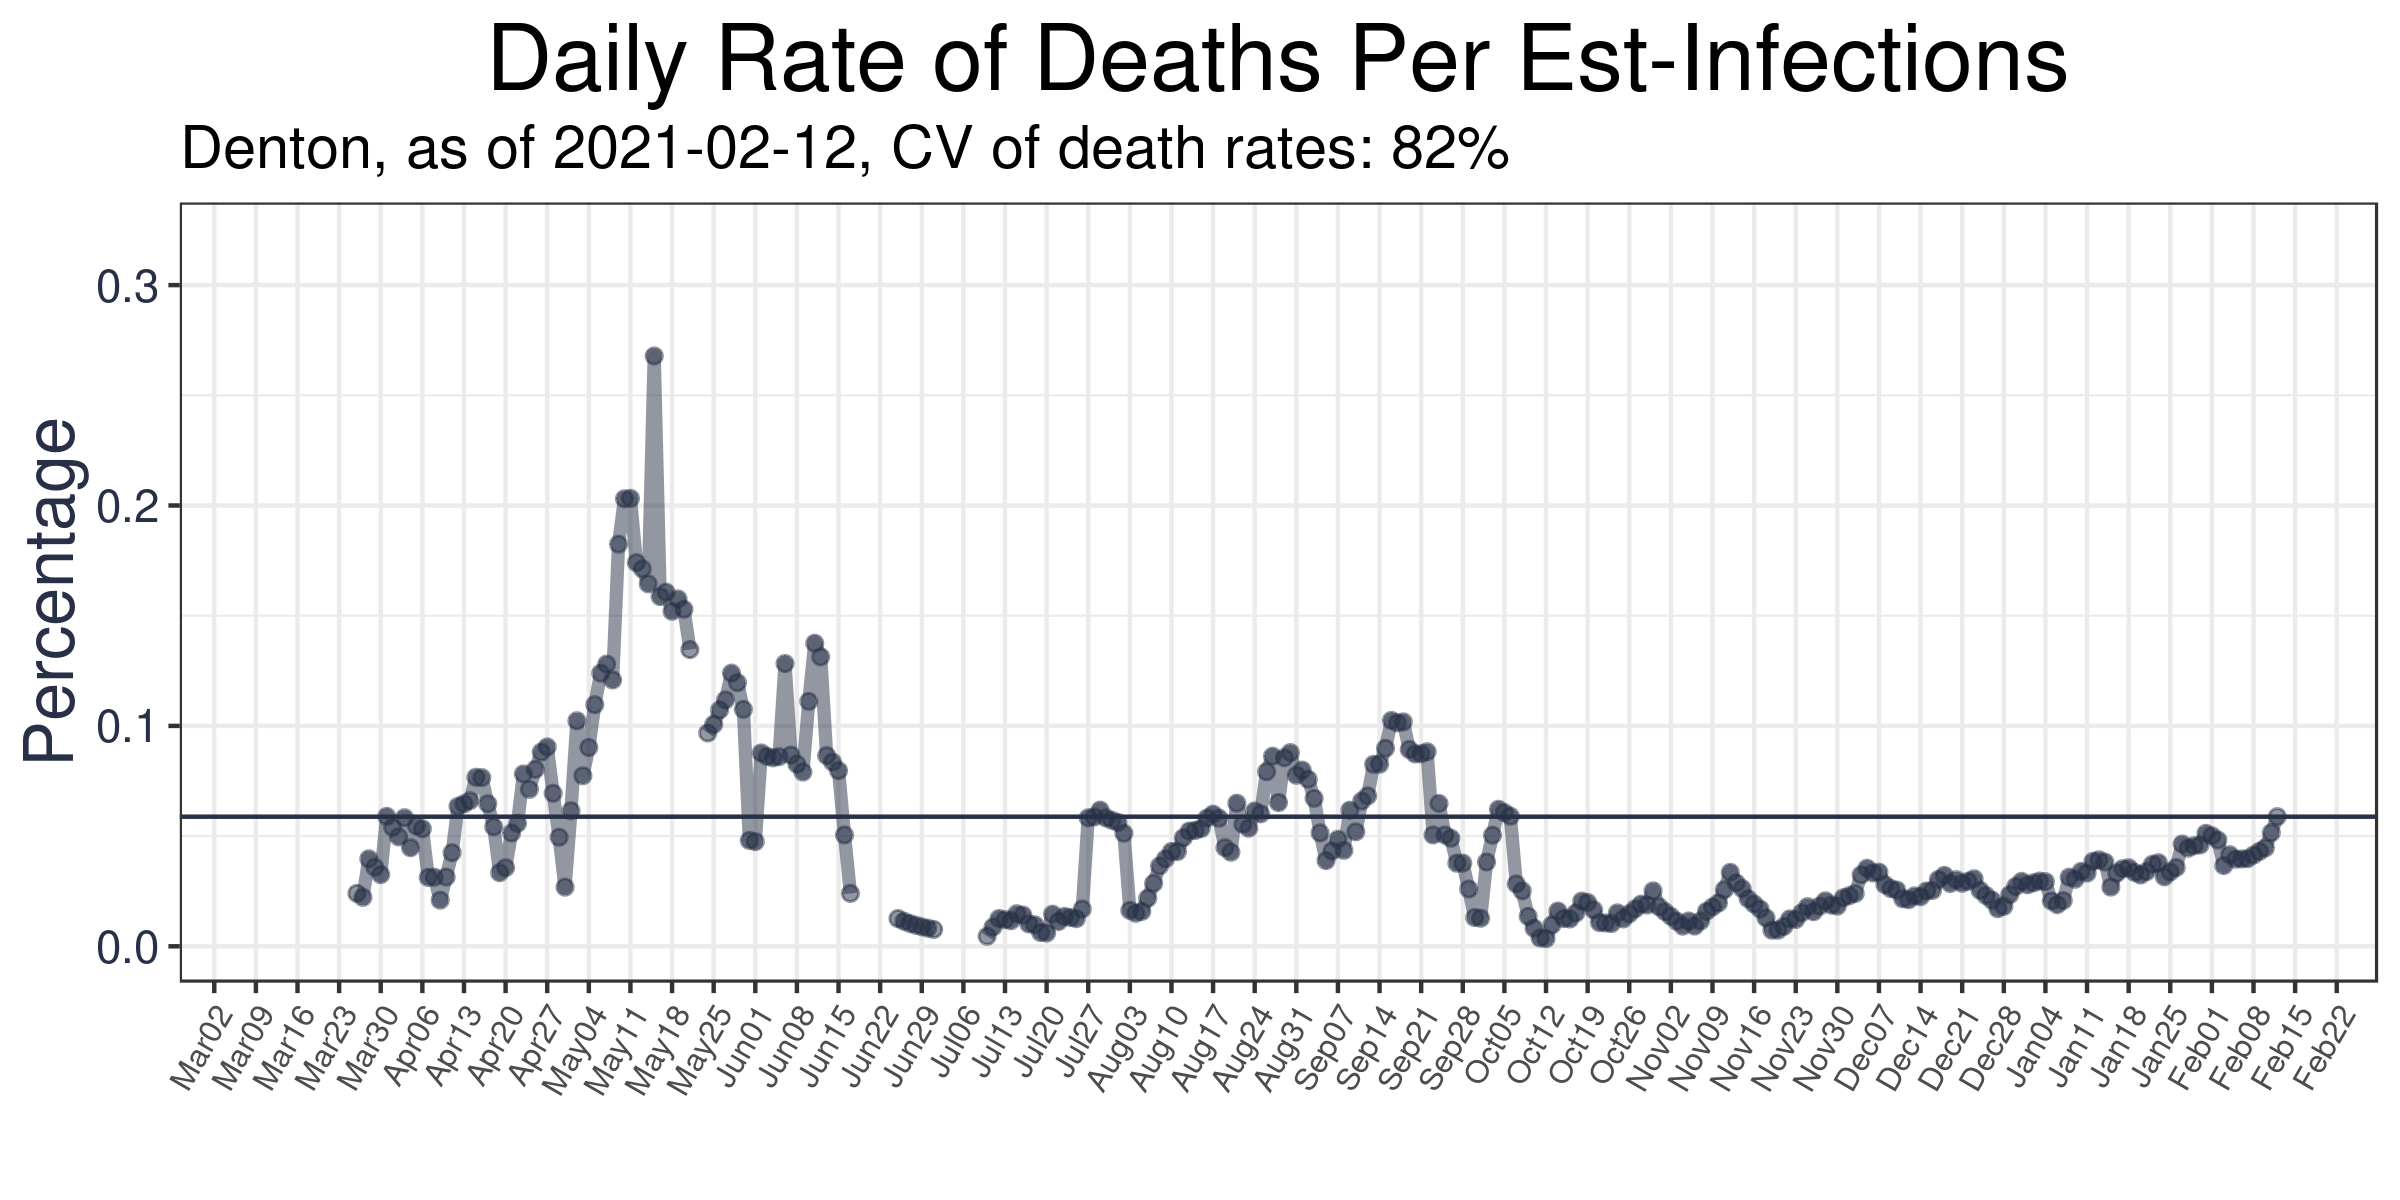 Daily Rate of Deaths Per Est-Infections
Denton, as of 2021-02-12, CV of death rates: 82%
Percentage
0.3
0.2
0.1
0.0
Mar02
Mar09
Mar16
Mar23
Mar30
Apr06
Apr13
Apr20
Apr27
May04
May11
May18
May25
Jun01
Jun08
Jun15
Jun22
Jun29
Jul06
Jul13
Jul20
Jul27
Aug03
Aug10
Aug17
Aug24
Aug31
Sep07
Sep14
Sep21
Sep28
Oct05
Oct12
Oct19
Oct26
Nov02
Nov09
Nov16
Nov23
Nov30
Dec07
Dec14
Dec21
Dec28
Jan04
Jan11
Jan18
Jan25
Feb01
Feb08
Feb15
Feb22